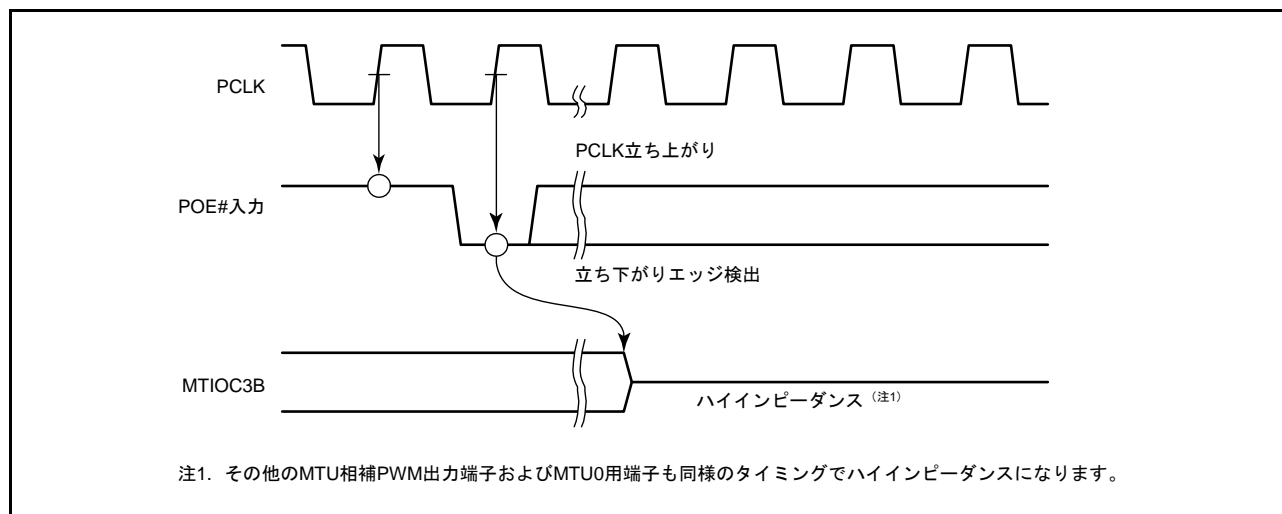 PCLK
PCLK立ち上がり
POE#入力
立ち下がりエッジ検出
MTIOC3B
ハイインピーダンス（注1）
注1. その他のMTU相補PWM出力端子およびMTU0用端子も同様のタイミングでハイインピーダンスになります。